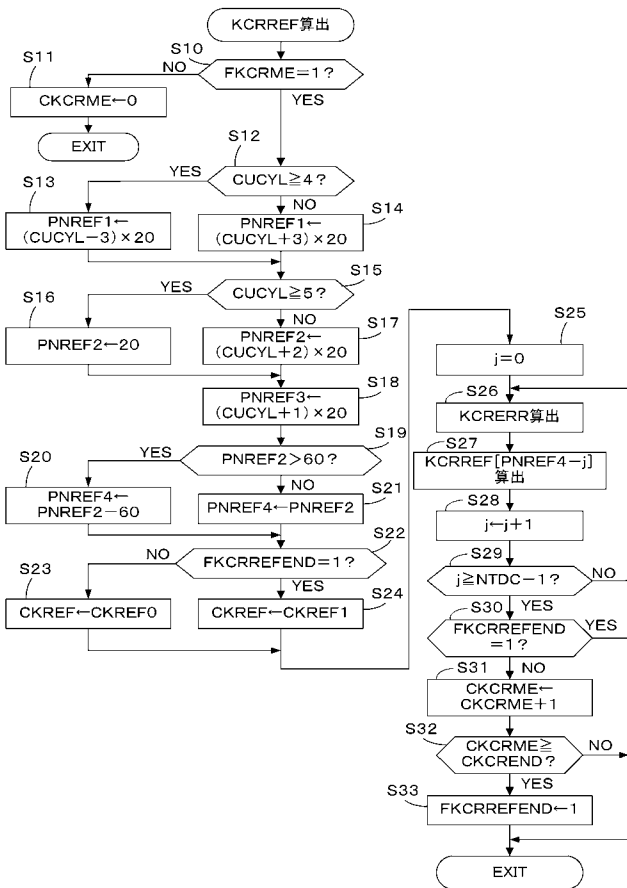 KCRREF算出
S10
FKCRME=1?
NO
YES
S11
CKCRME←0
EXIT
S12
CUCYL≧4?
YES
NO
S13
PNREF1←
(CUCYL-3)×20
S14
PNREF1←
(CUCYL+3)×20
S15
CUCYL≧5?
YES
NO
S16
PNREF2←20
S17
PNREF2←
(CUCYL+2)×20
S18
PNREF3←
(CUCYL+1)×20
S19
PNREF2>60?
YES
NO
S20
PNREF4←
PNREF2-60
S21
PNREF4←PNREF2
S22
FKCRREFEND=1?
NO
YES
S23
CKREF←CKREF0
S24
CKREF←CKREF1
S25
j=0
S26
KCRERR算出
S27
KCRREF[PNREF4-j]
算出
S28
j←j+1
S29
j≧NTDC-1?
NO
YES
S30
FKCRREFEND
=1?
YES
NO
S31
CKCRME←
CKCRME+1
S32
CKCRME≧
CKCREND?
NO
YES
S33
FKCRREFEND←1
EXIT